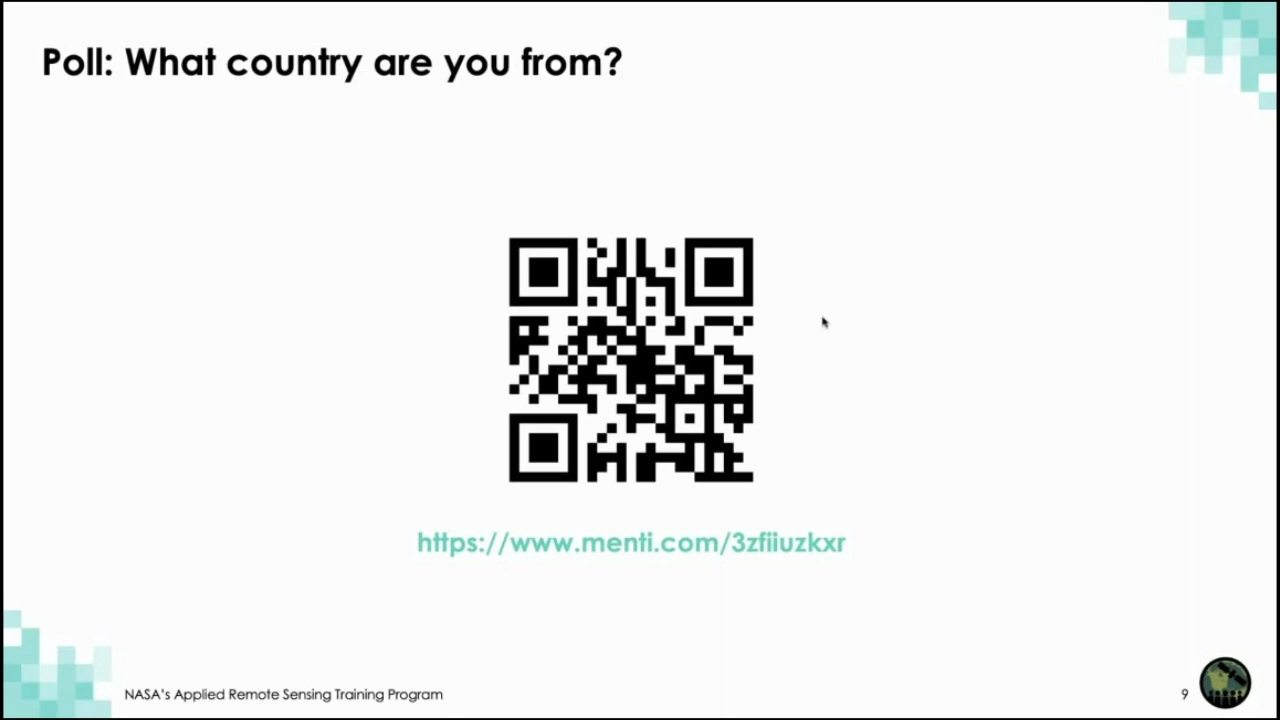 Poll: What country are you from?
https://www.menti.com/3zfiiuzkxr
NASA's Applied Remote Sensing Training Program
9